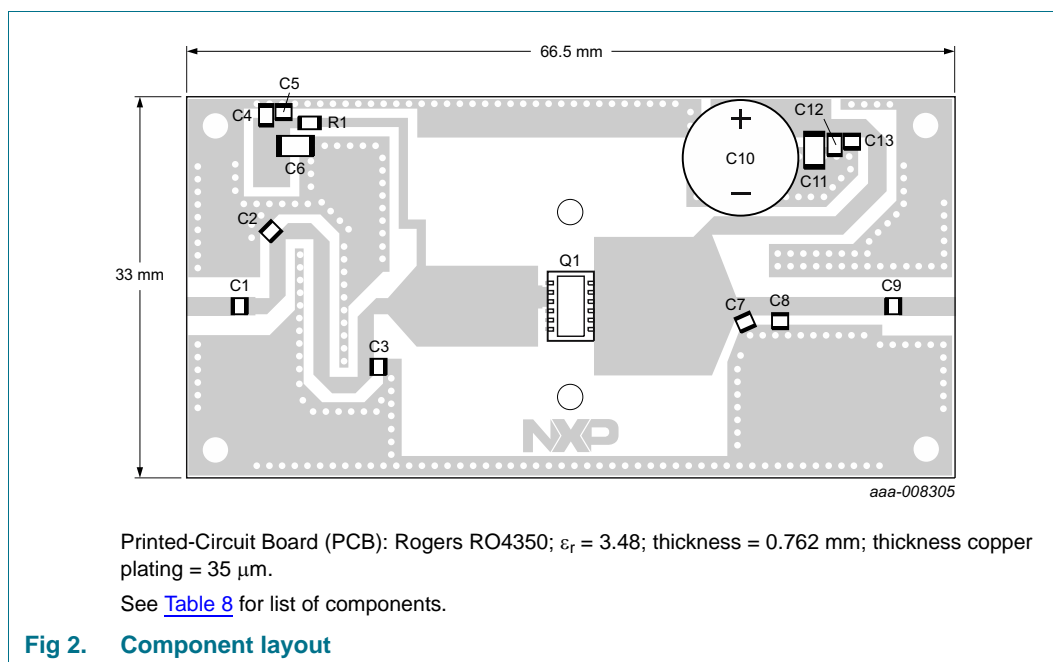 66.5 mm
C5
C4
R1
C6
C12
C13
+
C10
C11
−
C2
33 mm
Q1
C1
C9
C7
C8
C3
NXP
aaa-008305
Printed-Circuit Board (PCB): Rogers RO4350; εr = 3.48; thickness = 0.762 mm; thickness copper
plating = 35 μm.
See Table 8 for list of components.
Fig 2. Component layout